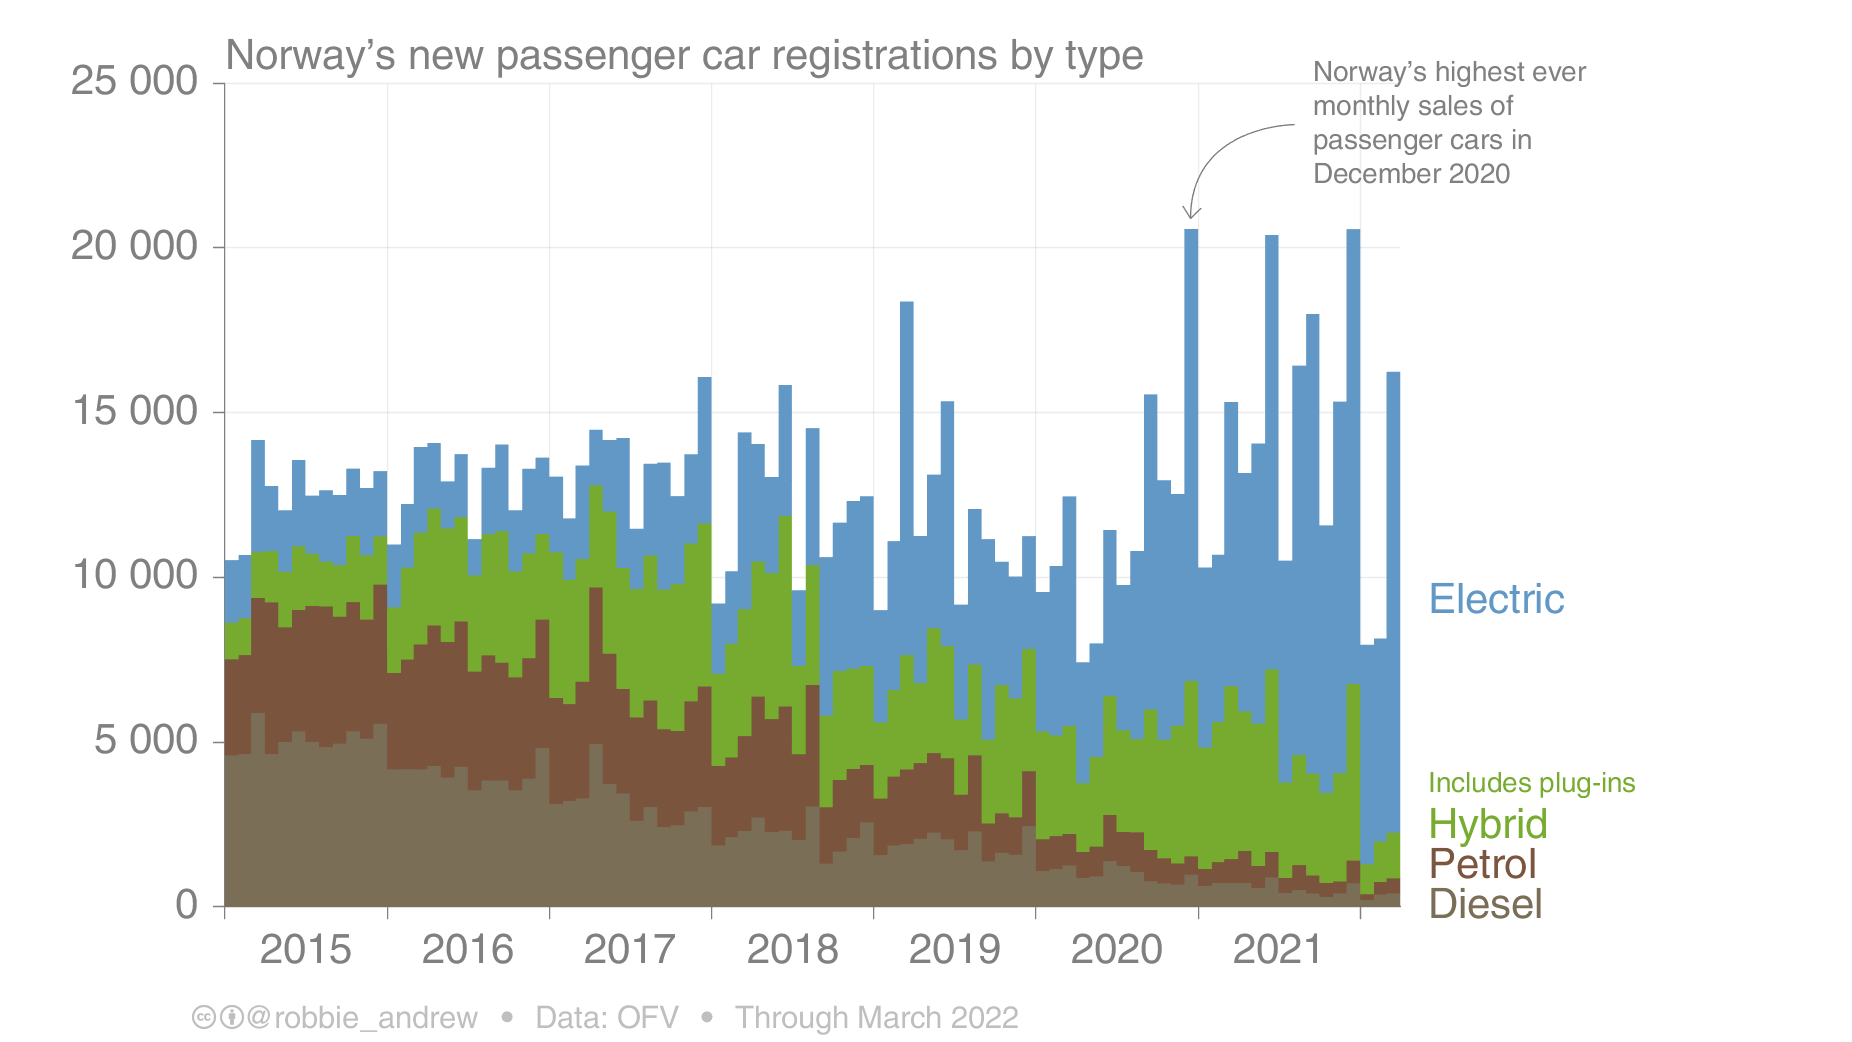 Norway’s new passenger car registrations by type
Norway’s highest ever
monthly sales of
passenger cars in
December 2020
25 000
20 000
15 000
10 000
5 000
0
Electric
Includes plug-ins
Hybrid
Petrol
Diesel
2015 2016 2017 2018 2019 2020 2021
cc @robbie_andrew • Data: OFV • Through March 2022